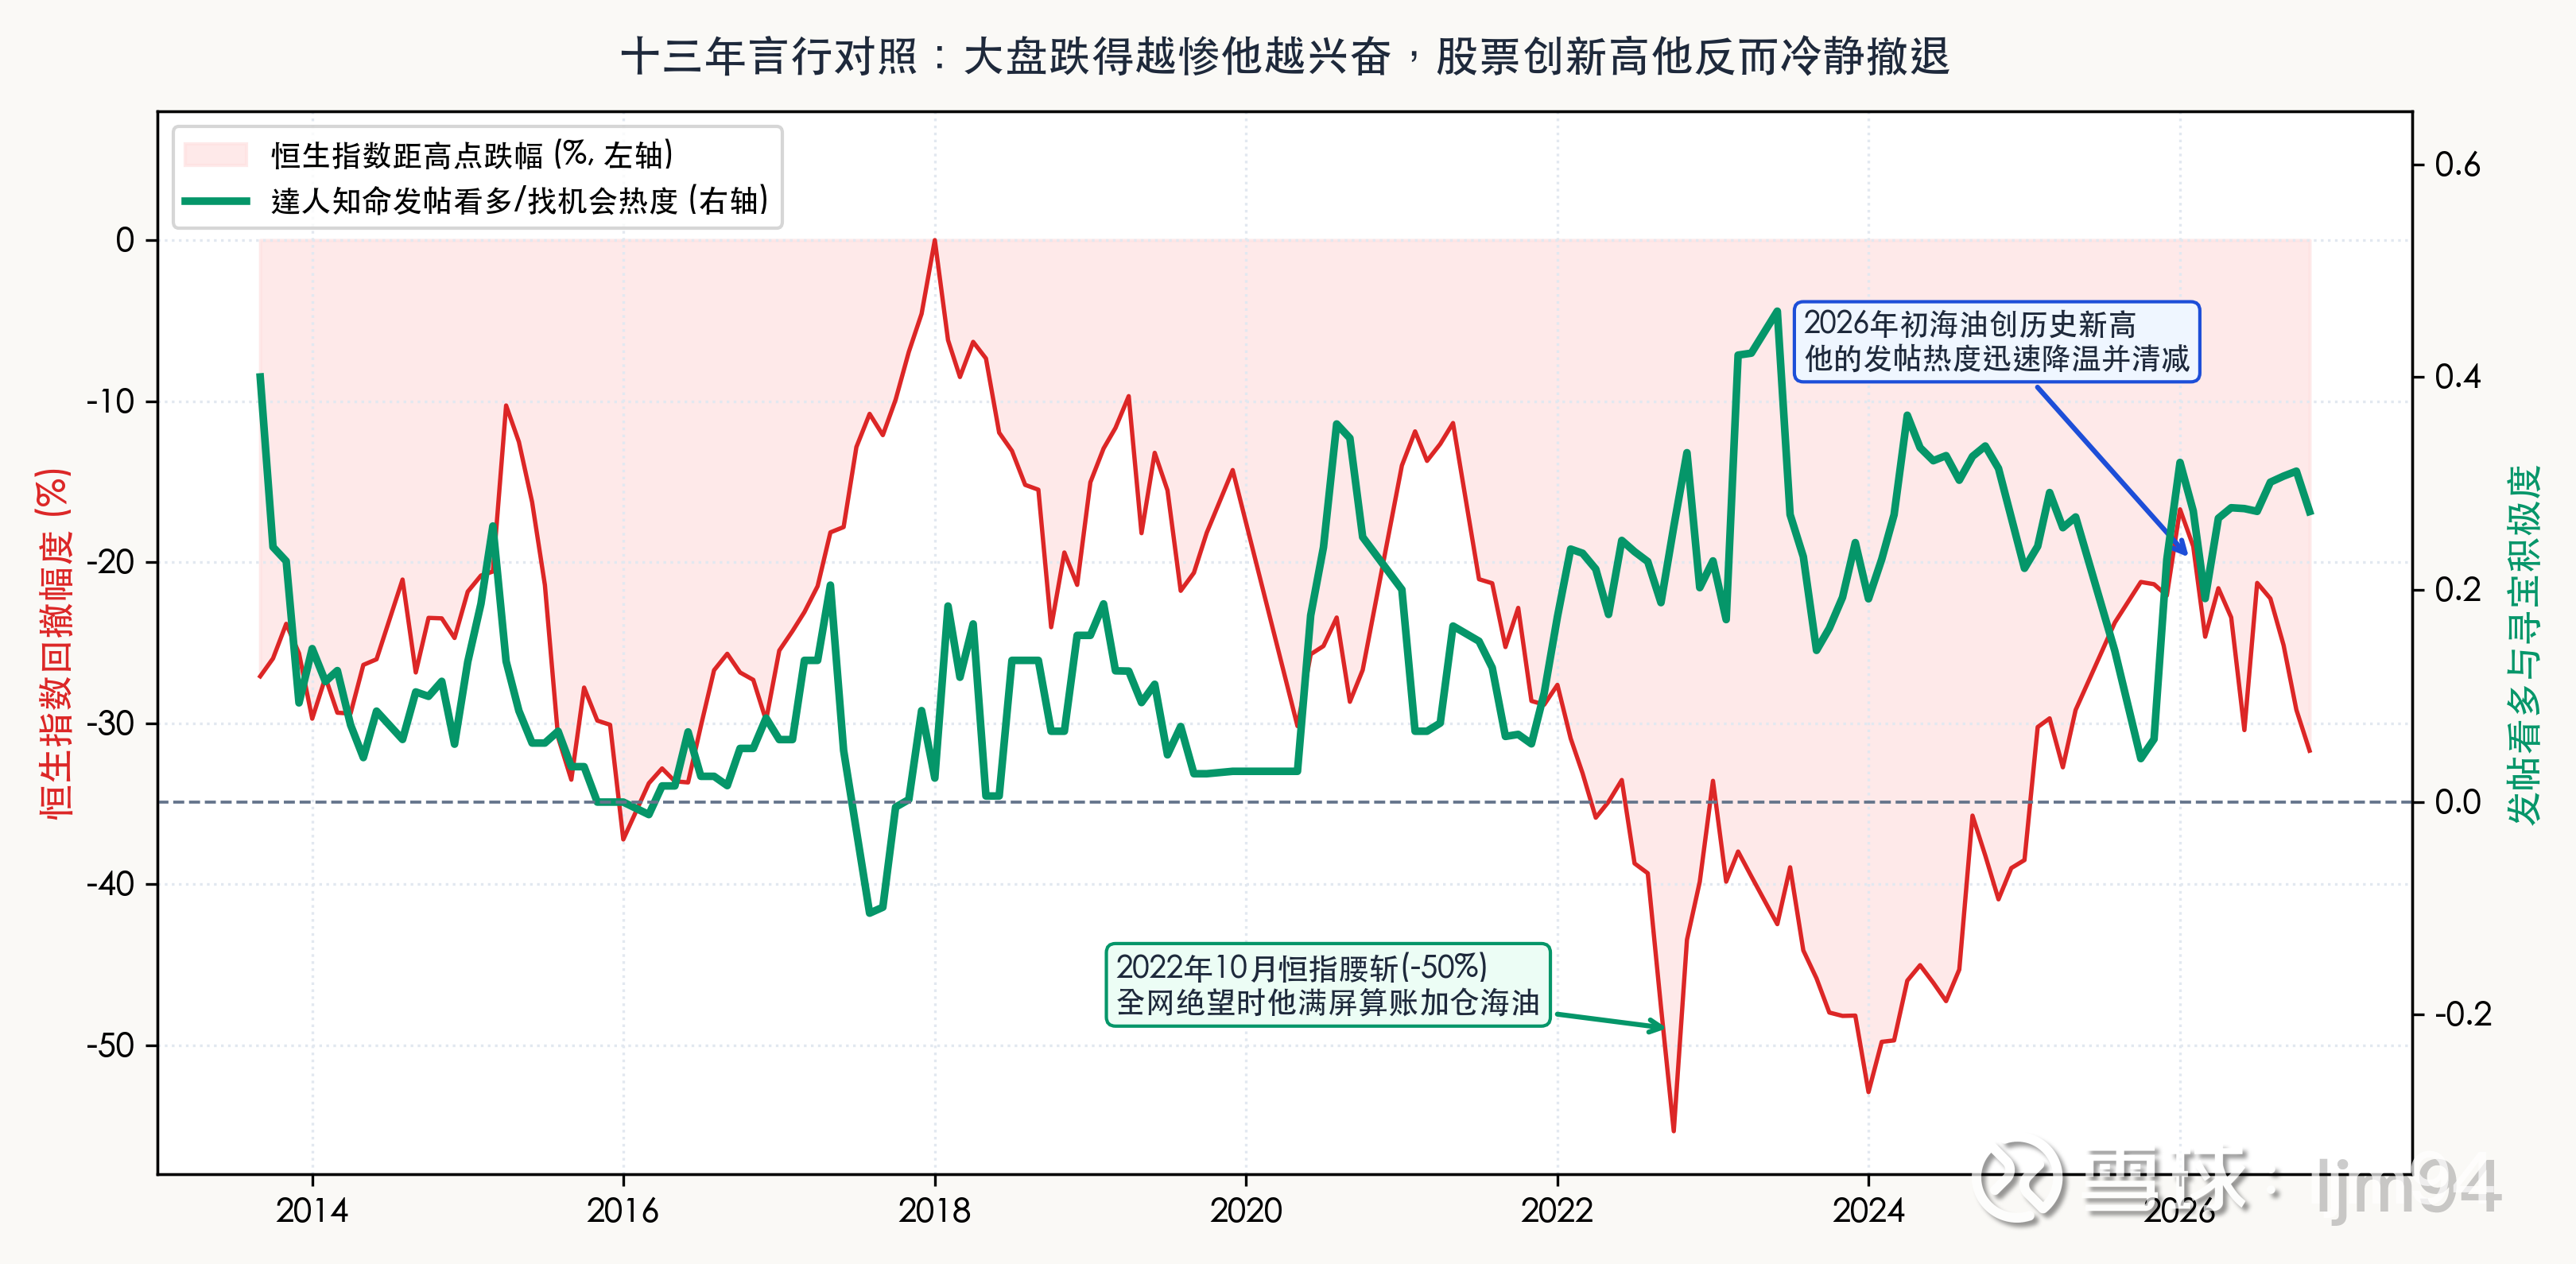 十三年言行对照：大盘跌得越惨他越兴奋，股票创新高他反而冷静撤退
恒生指数距高点跌幅 (%, 左轴)
達人知命发帖看多/找机会热度 (右轴)
恒生指数回撤幅度 (%)
0
-10
-20
-30
-40
-50
2026年初海油创历史新高
他的发帖热度迅速降温并清减
2022年10月恒指腰斩(-50%)
全网绝望时他满屏算账加仓海油
0.6
0.4
0.2
0.0
-0.2
发帖看多与寻宝积极度
2014
2016
2018
2020
2022
2024
2026
雪球：ljm94